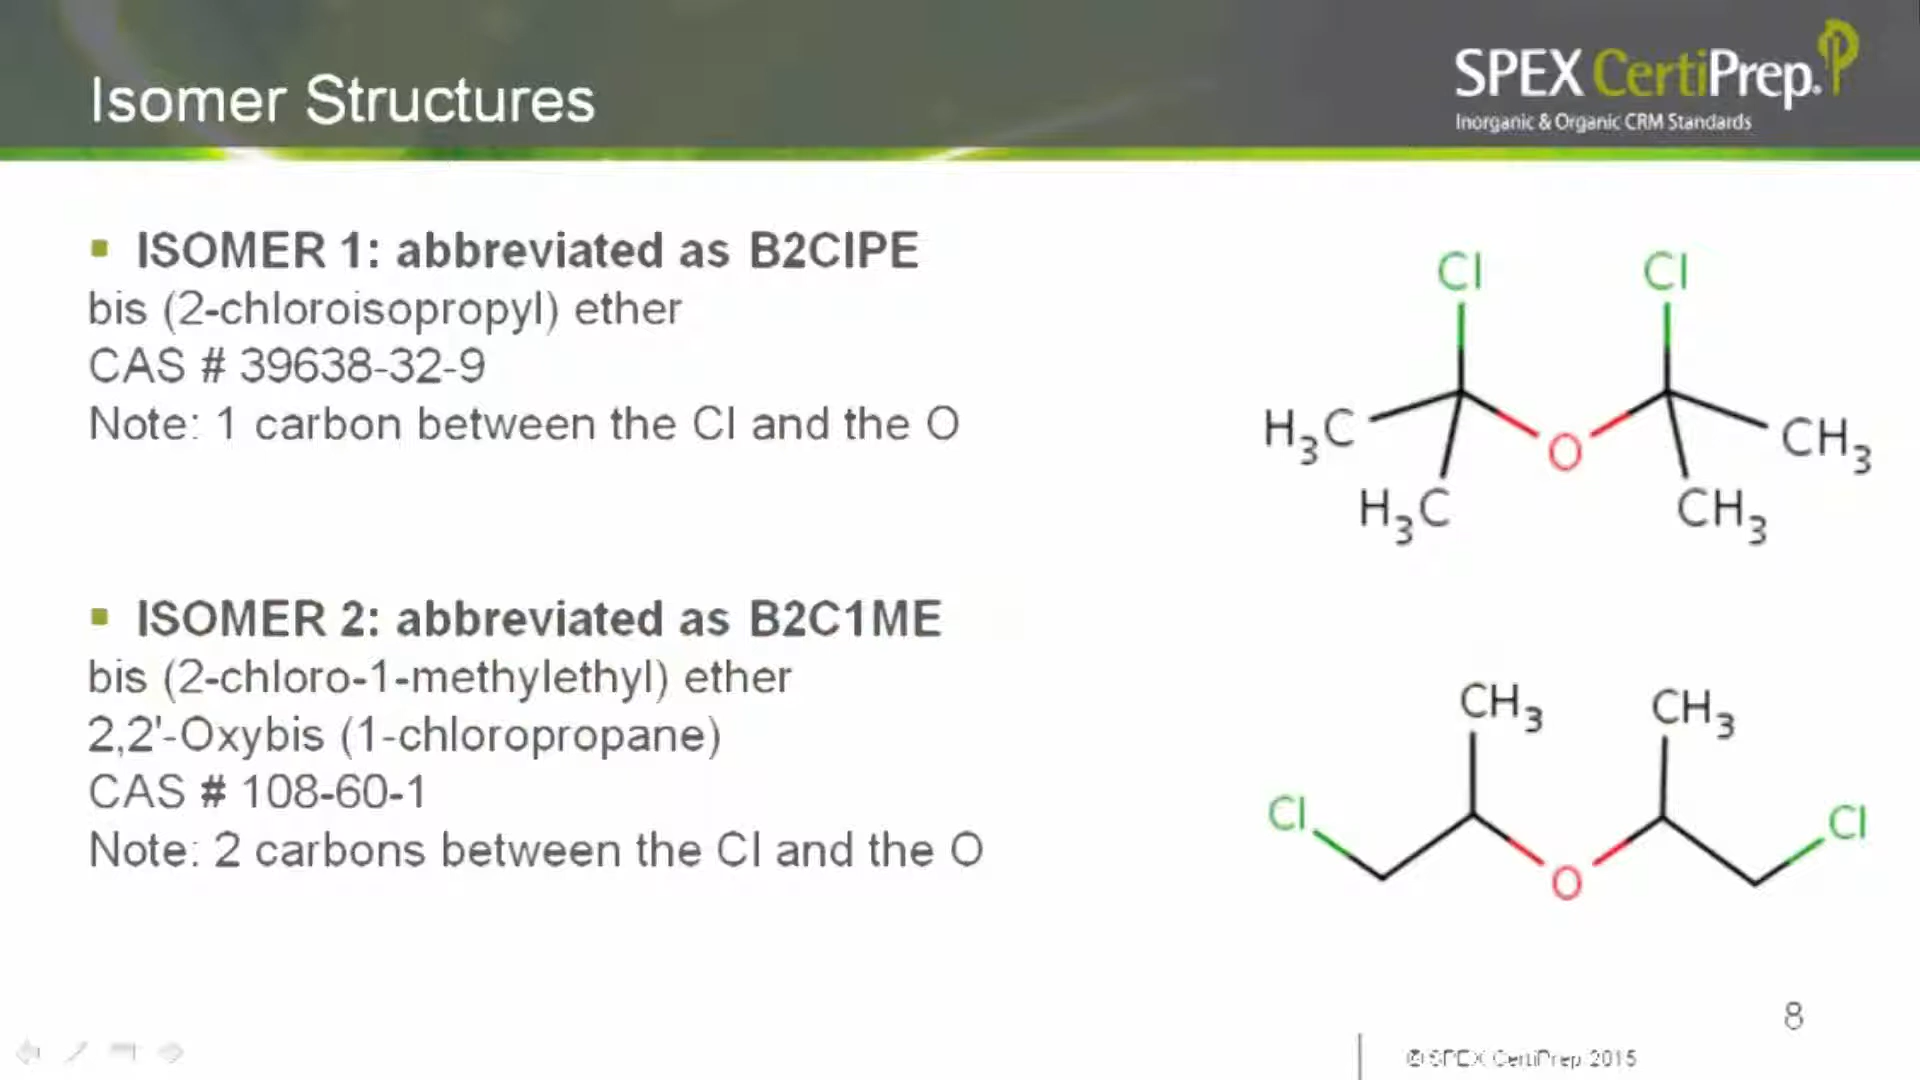 Isomer Structures
SPEX CertiPrep.
Inorganic & Organic CRM Standards
▪ ISOMER 1: abbreviated as B2CIPE
bis (2-chloroisopropyl) ether
CAS # 39638-32-9
Note: 1 carbon between the Cl and the O
Cl Cl
H3C O CH3
H3C CH3
▪ ISOMER 2: abbreviated as B2C1ME
bis (2-chloro-1-methylethyl) ether
2,2'-Oxybis (1-chloropropane)
CAS # 108-60-1
Note: 2 carbons between the Cl and the O
CH3 CH3
Cl Cl
O
8
© SPEX CertiPrep 2015